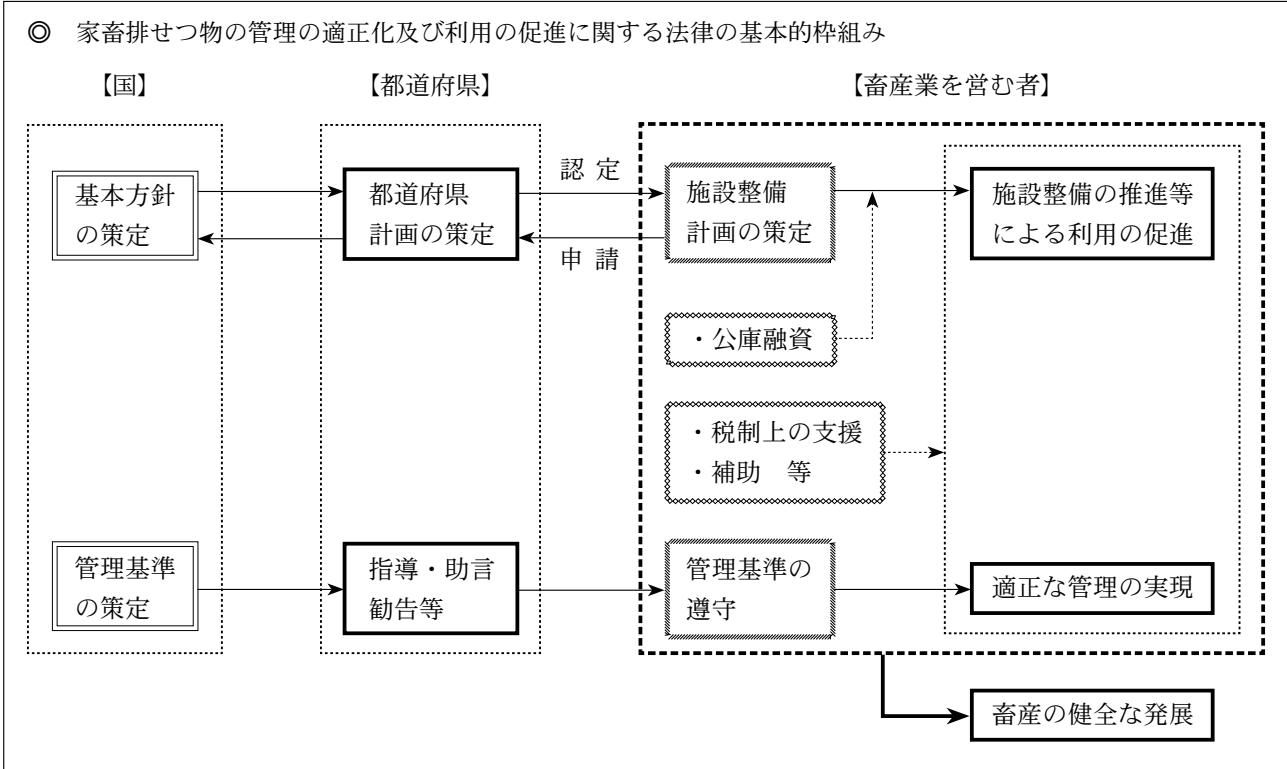 ◎　家畜排せつ物の管理の適正化及び利用の促進に関する法律の基本的枠組み
【国】
【都道府県】
【畜産業を営む者】
基本方針
の策定
都道府県
計画の策定
認 定
申 請
施設整備
計画の策定
施設整備の推進等
による利用の促進
・公庫融資
・税制上の支援
・補助　等
管理基準
の策定
指導・助言
勧告等
管理基準の
遵守
適正な管理の実現
畜産の健全な発展